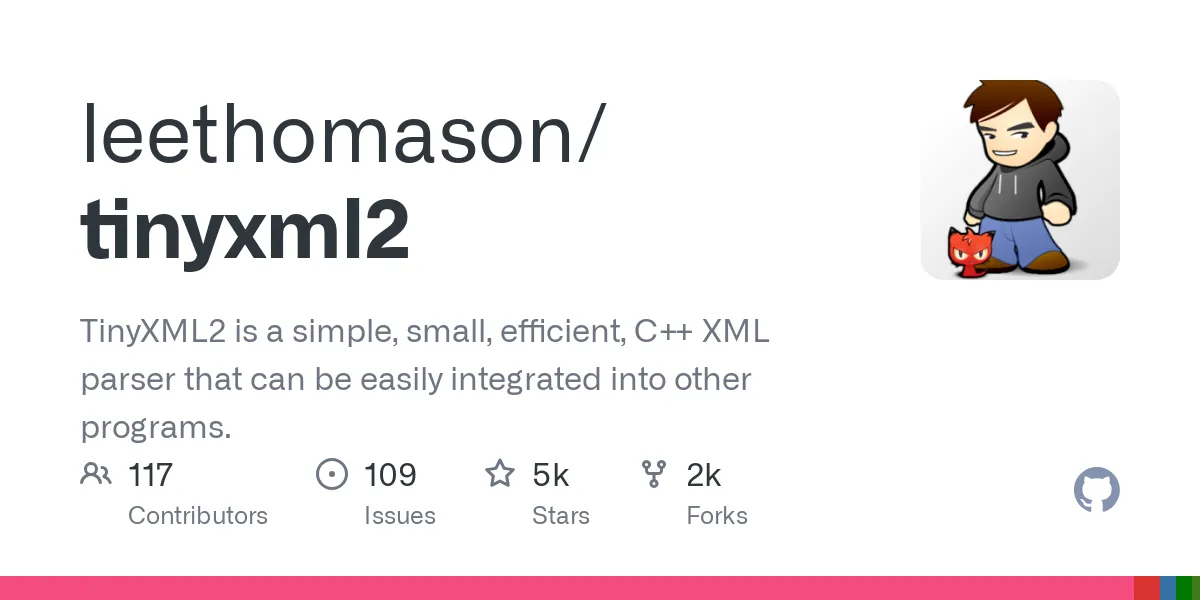 leethomason/
tinyxml2
TinyXML2 is a simple, small, efficient, C++ XML
parser that can be easily integrated into other
programs.
117 109 5k 2k
Contributors Issues Stars Forks